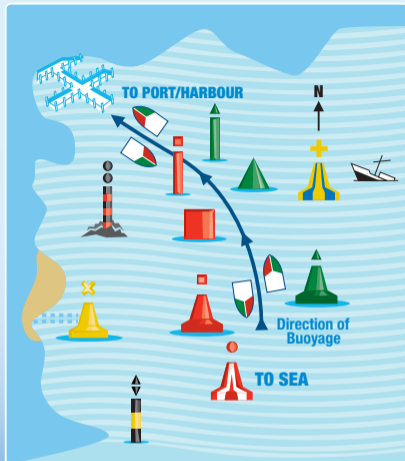 TO PORT/HARBOUR
N
Direction of
Buoyage
TO SEA